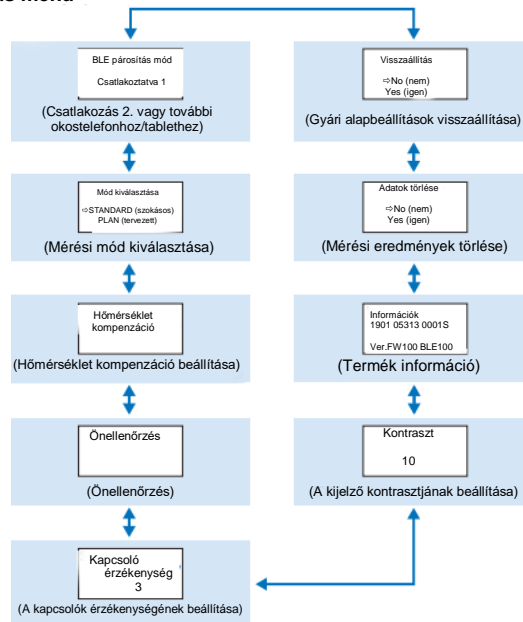 menü
BLE párosítás mód
Csatlakoztatva 1
(Csatlakozás 2. vagy további
okostelefonhoz/tablethez)
Mód kiválasztása
⇨STANDARD (szokásos)
PLAN (tervezett)
(Mérési mód kiválasztása)
Hőmérséklet
kompenzáció
(Hőmérséklet kompenzáció beállítása)
Önellenőrzés
(Önellenőrzés)
Kapcsoló
érzékenység
3
(A kapcsolók érzékenységének beállítása)
Visszaállítás
⇨No (nem)
Yes (igen)
(Gyári alapbeállítások visszaállítása)
Adatok törlése
⇨No (nem)
Yes (igen)
(Mérési eredmények törlése)
Információk
1901 05313 0001S
Ver.FW100 BLE100
(Termék információ)
Kontraszt
10
(A kijelző kontrasztjának beállítása)